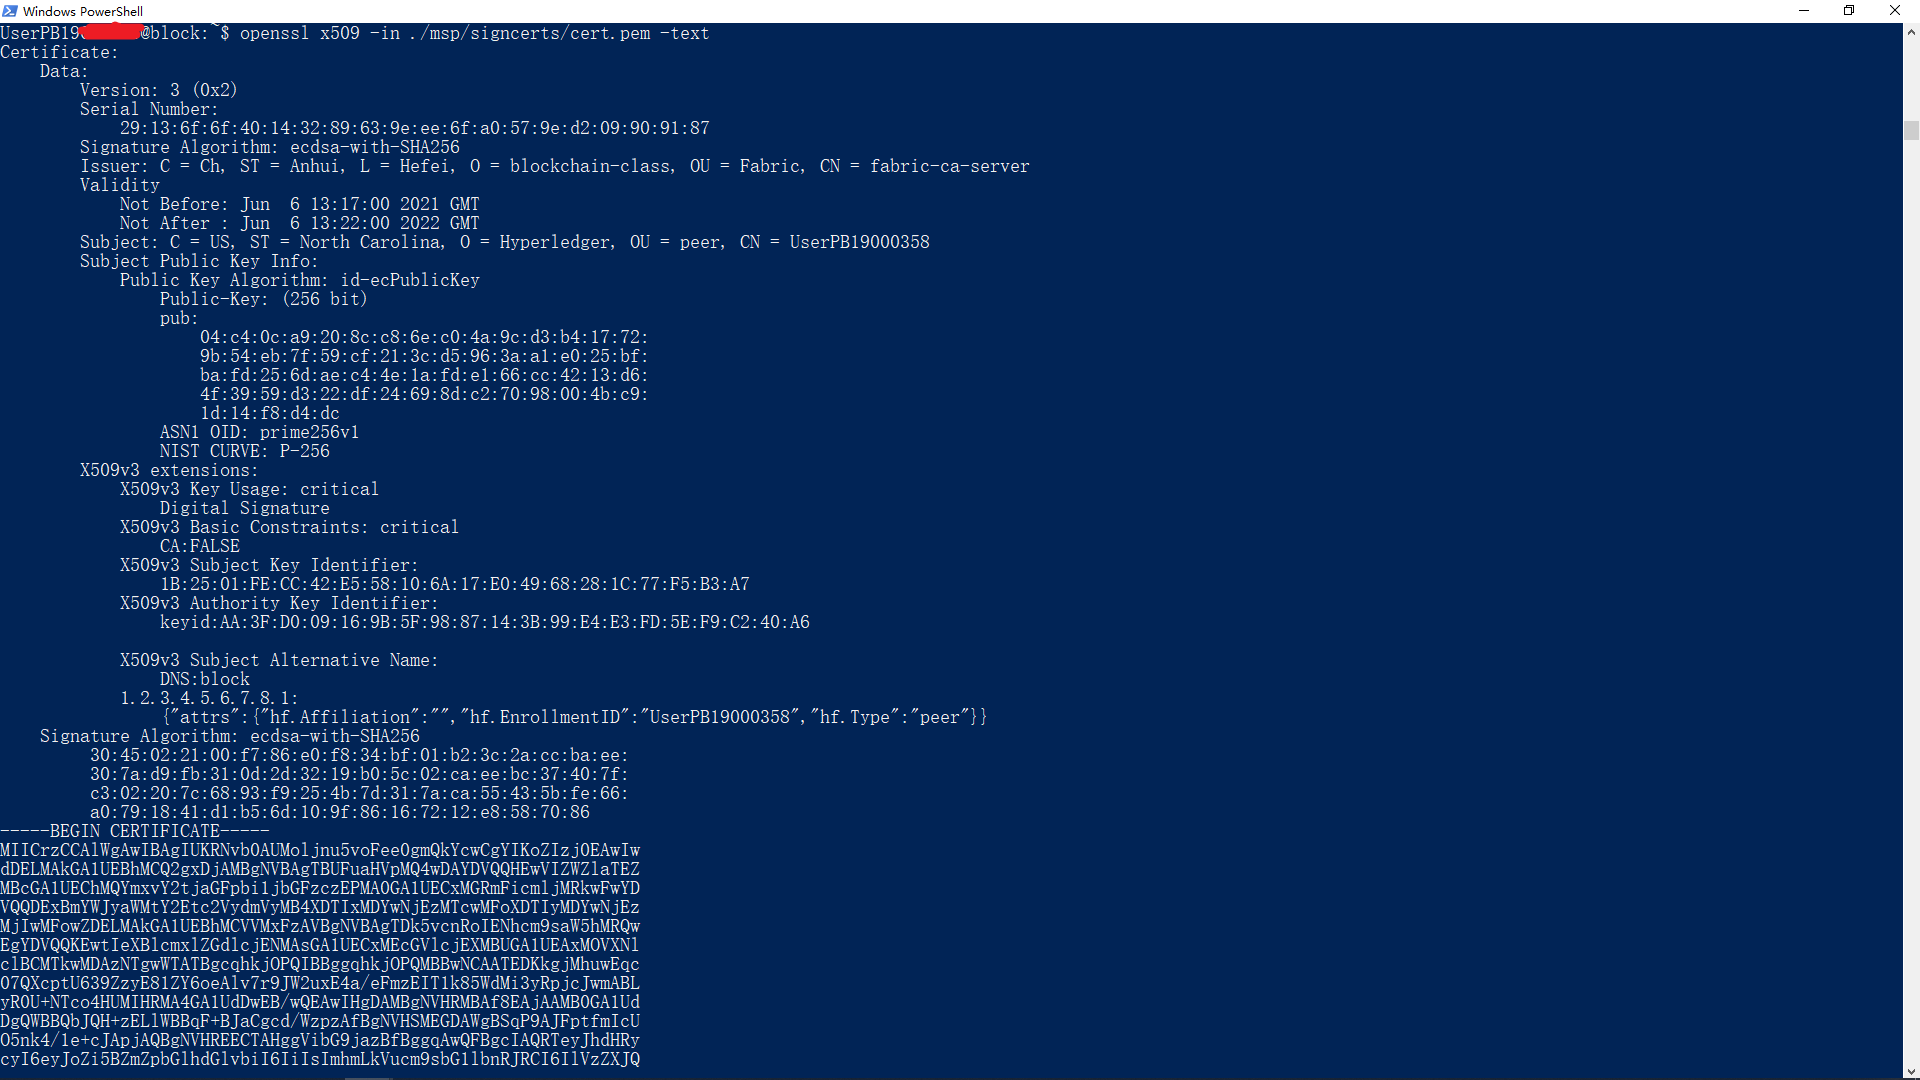 Windows PowerShell
UserPB19 @block:~$ openssl x509 -in ./msp/signcerts/cert.pem -text
Certificate:
Data:
Version: 3 (0x2)
Serial Number:
29:13:6f:6f:40:14:32:89:63:9e:ee:6f:a0:57:9e:d2:09:90:91:87
Signature Algorithm: ecdsa-with-SHA256
Issuer: C = Ch, ST = Anhui, L = Hefei, O = blockchain-class, OU = Fabric, CN = fabric-ca-server
Validity
Not Before: Jun  6 13:17:00 2021 GMT
Not After : Jun  6 13:22:00 2022 GMT
Subject: C = US, ST = North Carolina, O = Hyperledger, OU = peer, CN = UserPB19000358
Subject Public Key Info:
Public Key Algorithm: id-ecPublicKey
Public-Key: (256 bit)
pub:
04:c4:0c:a9:20:8c:c8:6e:c0:4a:9c:d3:b4:17:72:
9b:54:eb:7f:59:cf:21:3c:d5:96:3a:a1:e0:25:bf:
ba:fd:25:6d:ae:c4:4e:1a:fd:e1:66:cc:42:13:d6:
4f:39:59:d3:22:df:24:69:8d:c2:70:98:00:4b:c9:
1d:14:f8:d4:dc
ASN1 OID: prime256v1
NIST CURVE: P-256
X509v3 extensions:
X509v3 Key Usage: critical
Digital Signature
X509v3 Basic Constraints: critical
CA:FALSE
X509v3 Subject Key Identifier:
1B:25:01:FE:CC:42:E5:58:10:6A:17:E0:49:68:28:1C:77:F5:B3:A7
X509v3 Authority Key Identifier:
keyid:AA:3F:D0:09:16:9B:5F:98:87:14:3B:99:E4:E3:FD:5E:F9:C2:40:A6
X509v3 Subject Alternative Name:
DNS:block
1.2.3.4.5.6.7.8.1:
{"attrs":{"hf.Affiliation":"","hf.EnrollmentID":"UserPB19000358","hf.Type":"peer"}}
Signature Algorithm: ecdsa-with-SHA256
30:45:02:21:00:f7:86:e0:f8:34:bf:01:b2:3c:2a:cc:ba:ee:
30:7a:d9:fb:31:0d:2d:32:19:b0:5c:02:ca:ee:bc:37:40:7f:
c3:02:20:7c:68:93:f9:25:4b:7d:31:7a:ca:55:43:5b:fe:66:
a0:79:18:41:d1:b5:6d:10:9f:86:16:72:12:e8:58:70:86
-----BEGIN CERTIFICATE-----
MIICrzCCAlWgAwIBAgIUKRNvb0AUMoljnu5voFee0gmQkYcwCgYIKoZIzj0EAwIw
dDELMAkGA1UEBhMCQ2gxDjAMBgNVBAgTBUFuaHVpMQ4wDAYDVQQHEwVIZWZlaTEZ
MBcGA1UEChMQYmxvY2tjaGFpbi1jbGFzczEPMA0GA1UECxMGRmFicmljMRkwFwYD
VQQDExBmYWJyaWMtY2Etc2VydmVyMB4XDTIxMDYwNjEzMTcwMFoXDTIyMDYwNjEz
MjIwMFowZDELMAkGA1UEBhMCVVMxFzAVBgNVBAgTDk5vcnRoIENhcm9saW5hMRQw
EgYDVQQKEwtIeXBlcmxlZGdlcjENMAsGA1UECxMEcGVlcjEXMBUGA1UEAxMOVXNl
clBCMTkwMDAzNTgwWTATBgcqhkjOPQIBBggqhkjOPQMBBwNCAATEDKkgjMhuwEqc
07QXcptU639ZzyE81ZY6oeAlv7r9JW2uxE4a/eFmzEIT1k85WdMi3yRpjcJwmABL
yR0U+NTco4HUMIHRMA4GA1UdDwEB/wQEAwIHgDAMBgNVHRMBAf8EAjAAMB0GA1Ud
DgQWBBQbJQH+zEL1WBBqF+BJaCgcd/WzpzAfBgNVHSMEGDAWgBSqP9AJFptfmIcU
O5nk4/1e+cJApjAQBgNVHREECTAHggVibG9jazBfBggqAwQFBgcIAQRTeyJhdHRy
cyI6eyJoZi5BZmZpbGlhdGlvbiI6IiIsImhmLkVucm9sbG1lbnRJRCI6IlVzZXJQ